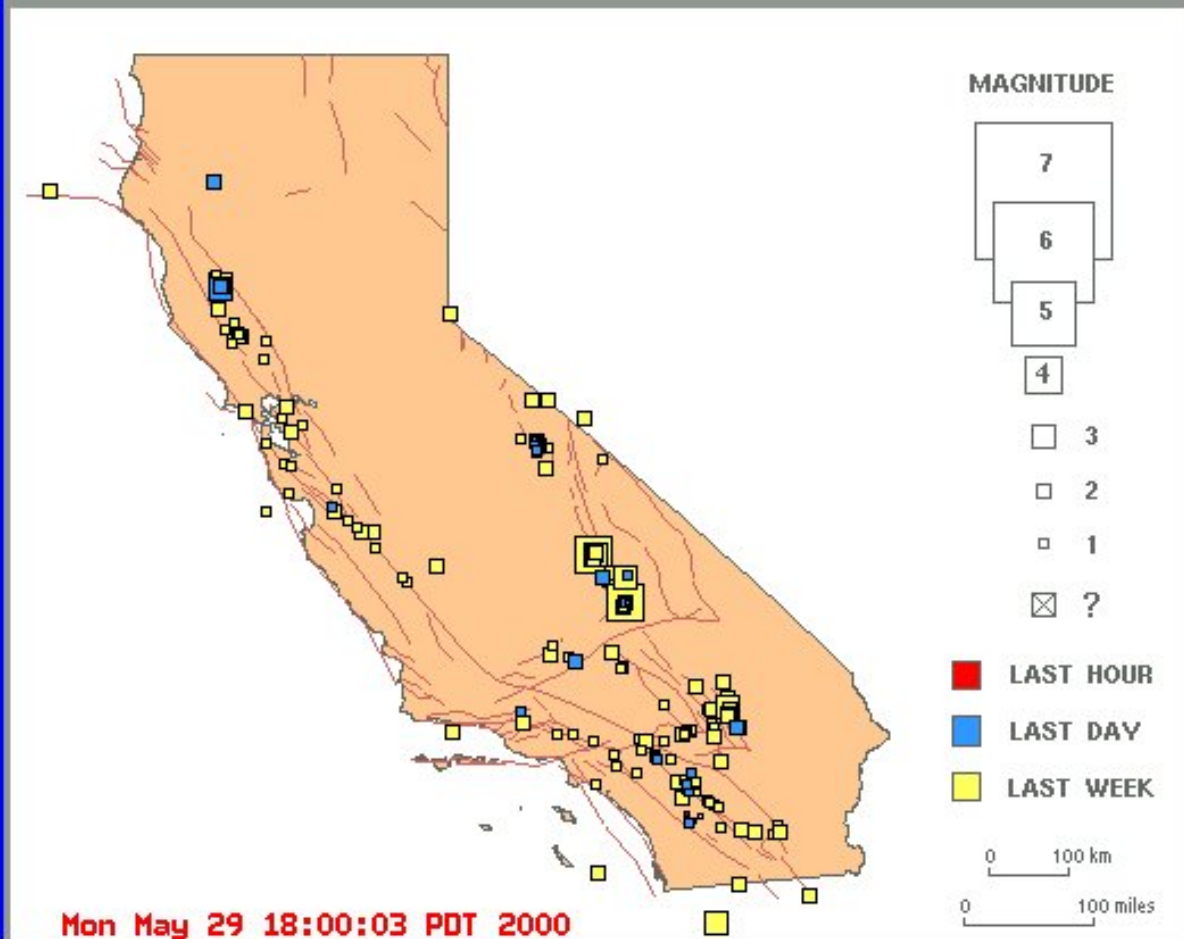 MAGNITUDE
7
6
5
4
3
2
1
?
LAST HOUR
LAST DAY
LAST WEEK
0 100 km
0 100 miles
Mon May 29 18:00:03 PDT 2000